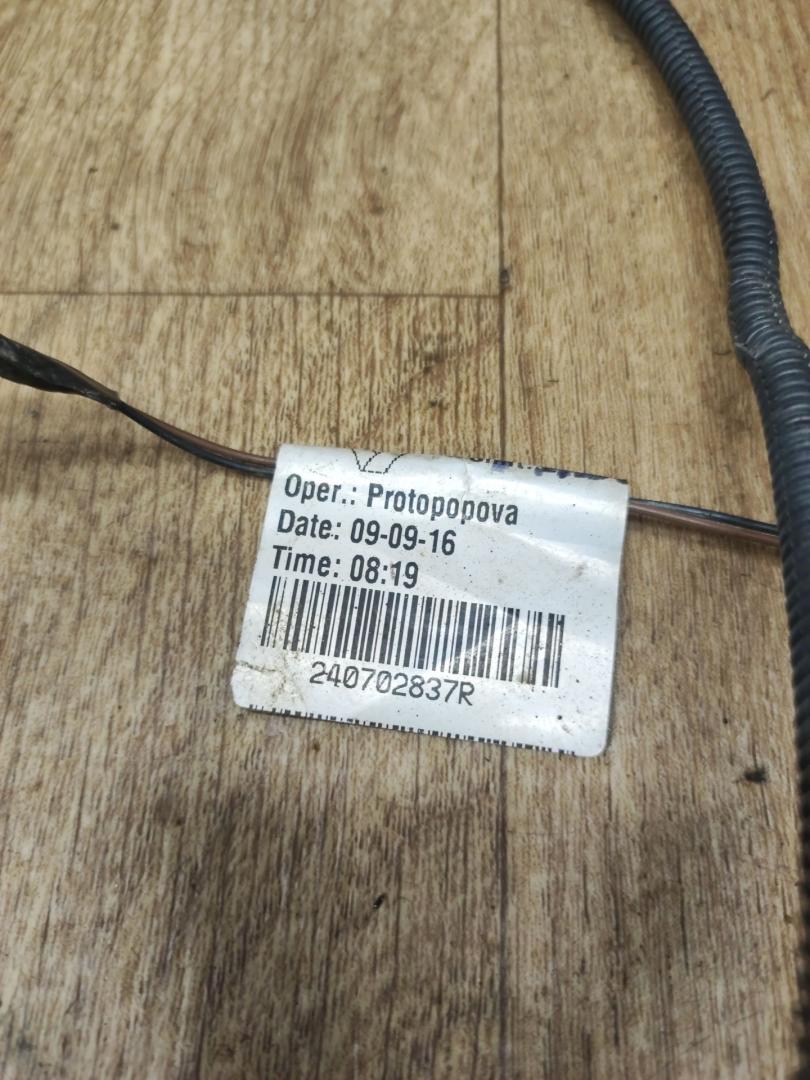 Oper.: Protopopova
Date: 09-09-16
Time: 08:19
240702837R